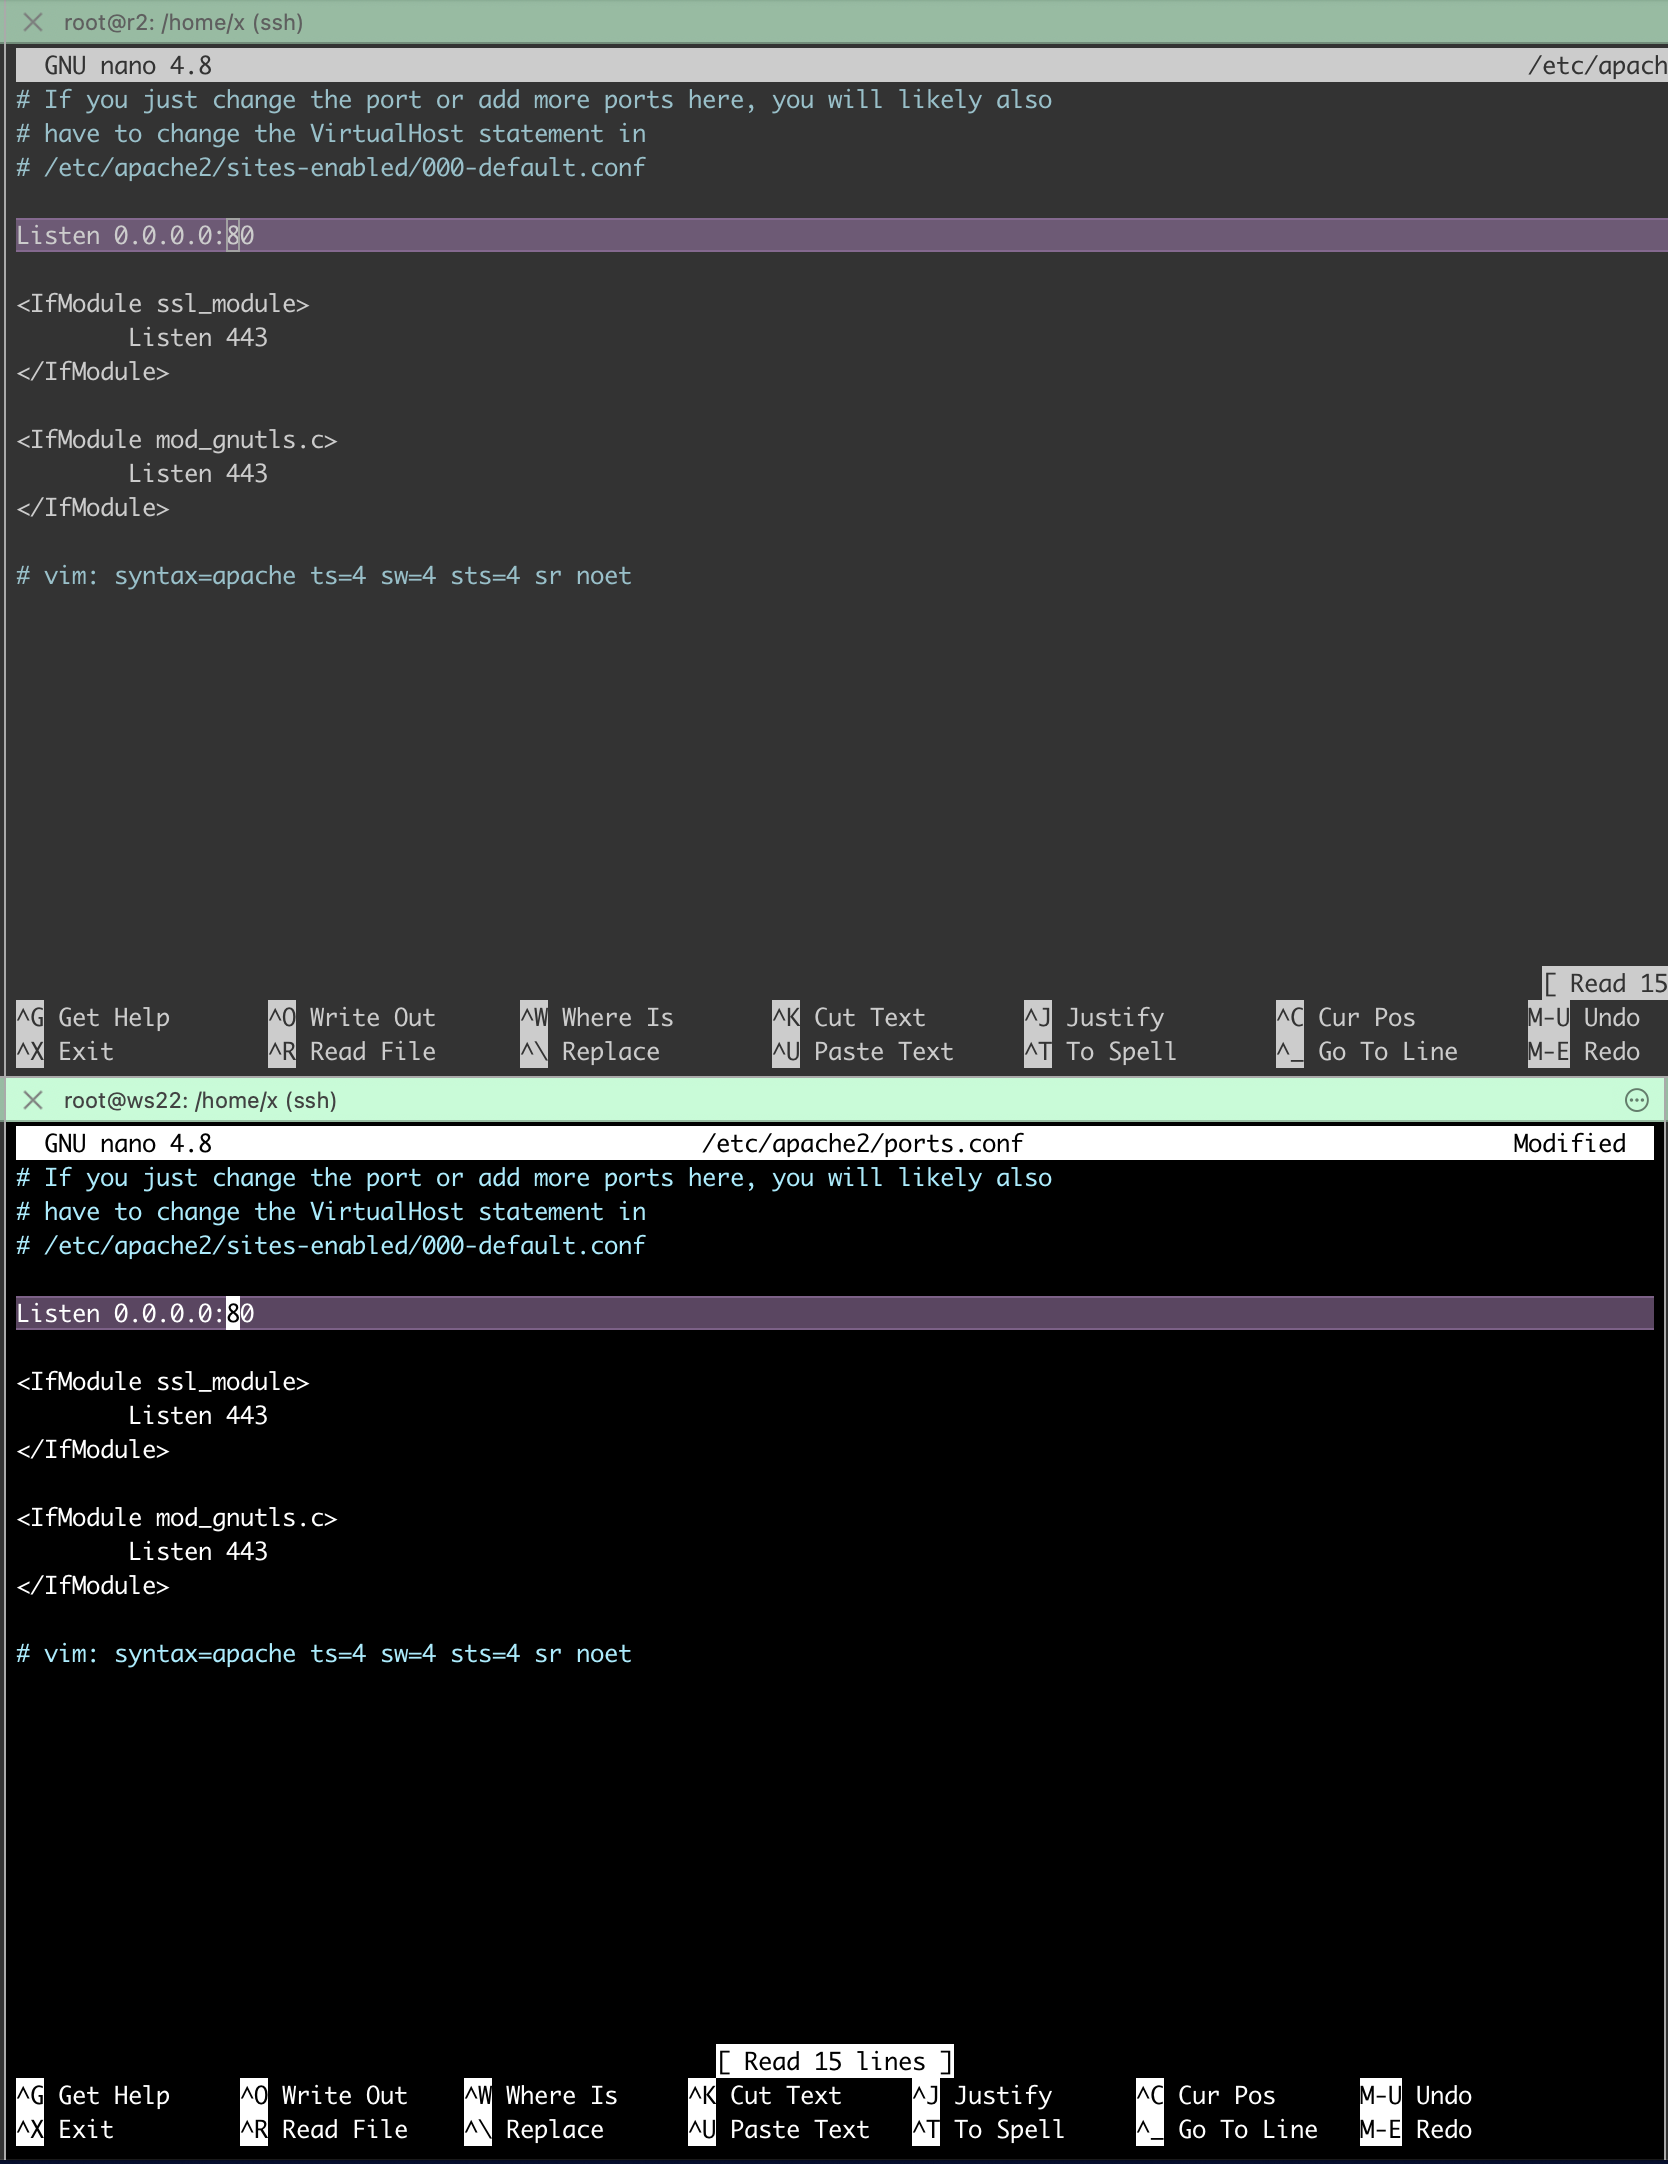 root@r2: /home/x (ssh)
GNU nano 4.8 /etc/apach
# If you just change the port or add more ports here, you will likely also
# have to change the VirtualHost statement in
# /etc/apache2/sites-enabled/000-default.conf
Listen 0.0.0.0:80
<IfModule ssl_module>
Listen 443
</IfModule>
<IfModule mod_gnutls.c>
Listen 443
</IfModule>
# vim: syntax=apache ts=4 sw=4 sts=4 sr noet
[ Read 15
^G Get Help ^O Write Out ^W Where Is ^K Cut Text ^J Justify ^C Cur Pos M-U Undo
^X Exit ^R Read File ^\ Replace ^U Paste Text ^T To Spell ^_ Go To Line M-E Redo
root@ws22: /home/x (ssh)
GNU nano 4.8 /etc/apache2/ports.conf Modified
# If you just change the port or add more ports here, you will likely also
# have to change the VirtualHost statement in
# /etc/apache2/sites-enabled/000-default.conf
Listen 0.0.0.0:80
<IfModule ssl_module>
Listen 443
</IfModule>
<IfModule mod_gnutls.c>
Listen 443
</IfModule>
# vim: syntax=apache ts=4 sw=4 sts=4 sr noet
[ Read 15 lines ]
^G Get Help ^O Write Out ^W Where Is ^K Cut Text ^J Justify ^C Cur Pos M-U Undo
^X Exit ^R Read File ^\ Replace ^U Paste Text ^T To Spell ^_ Go To Line M-E Redo